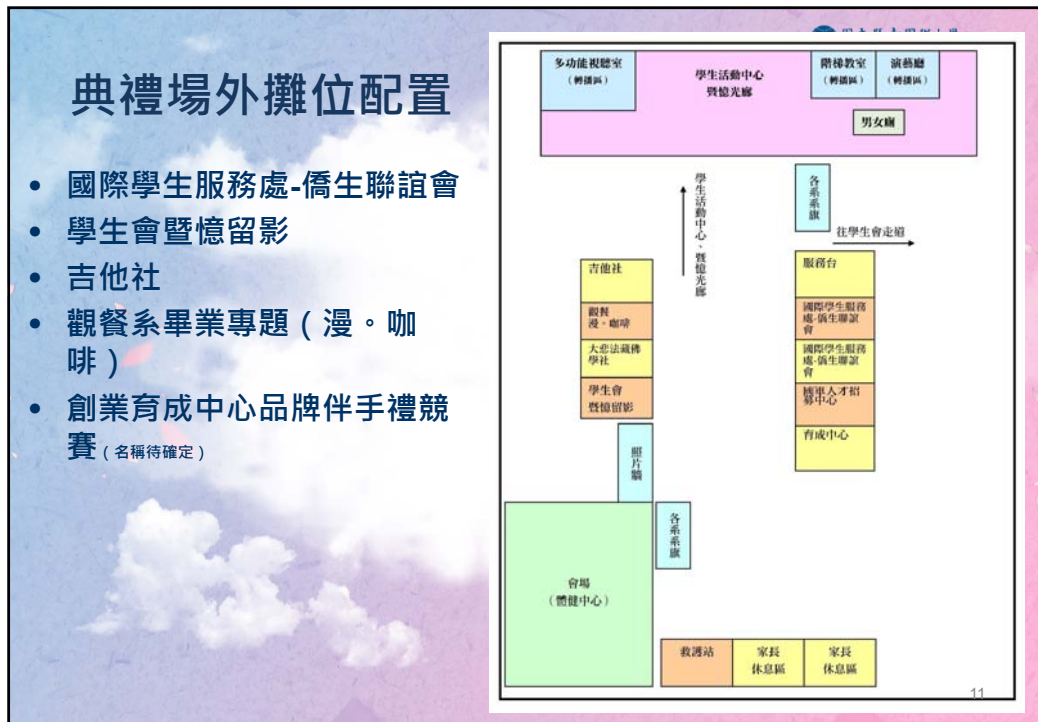 典禮場外攤位配置
• 國際學生服務處-僑生聯誼會
• 學生會暨憶留影
• 吉他社
• 觀餐系畢業專題（漫。咖
啡）
• 創業育成中心品牌伴手禮競
賽（名稱待確定）
多功能視聽室
（轉播區）
學生活動中心
暨憶光廊
階梯教室
（轉播區）
演藝廳
（轉播區）
男女廁
學生活動中心、暨憶光廊
各系系旗
往學生會走道
吉他社
觀餐
漫。咖啡
大悲法藏佛
學社
學生會
暨憶留影
照片牆
服務台
國際學生服務
處-僑生聯誼
會
國際學生服務
處-僑生聯誼
會
國軍人才招
募中心
育成中心
各系系旗
會場
（體健中心）
救護站
家長
休息區
家長
休息區
11